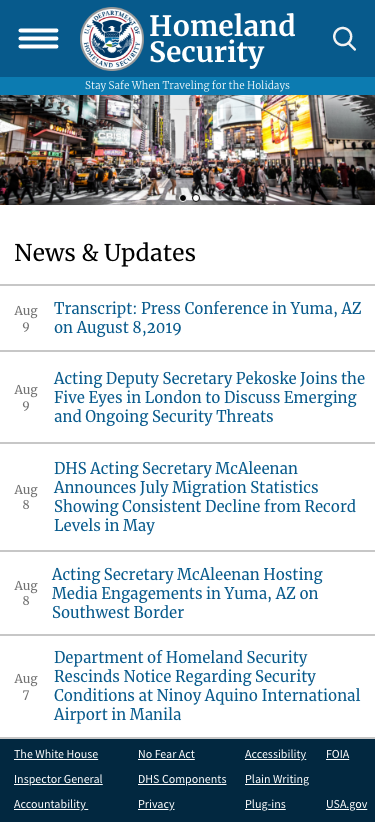 Homeland
Security
Stay Safe When Traveling for the Holidays
News & Updates
Aug
9
Transcript: Press Conference in Yuma, AZ
on August 8,2019
Aug
9
Acting Deputy Secretary Pekoske Joins the
Five Eyes in London to Discuss Emerging
and Ongoing Security Threats
Aug
8
DHS Acting Secretary McAleenan
Announces July Migration Statistics
Showing Consistent Decline from Record
Levels in May
Aug
8
Acting Secretary McAleenan Hosting
Media Engagements in Yuma, AZ on
Southwest Border
Aug
7
Department of Homeland Security
Rescinds Notice Regarding Security
Conditions at Ninoy Aquino International
Airport in Manila
The White House No Fear Act Accessibility FOIA
Inspector General DHS Components Plain Writing
Accountability Privacy Plug-ins USA.gov